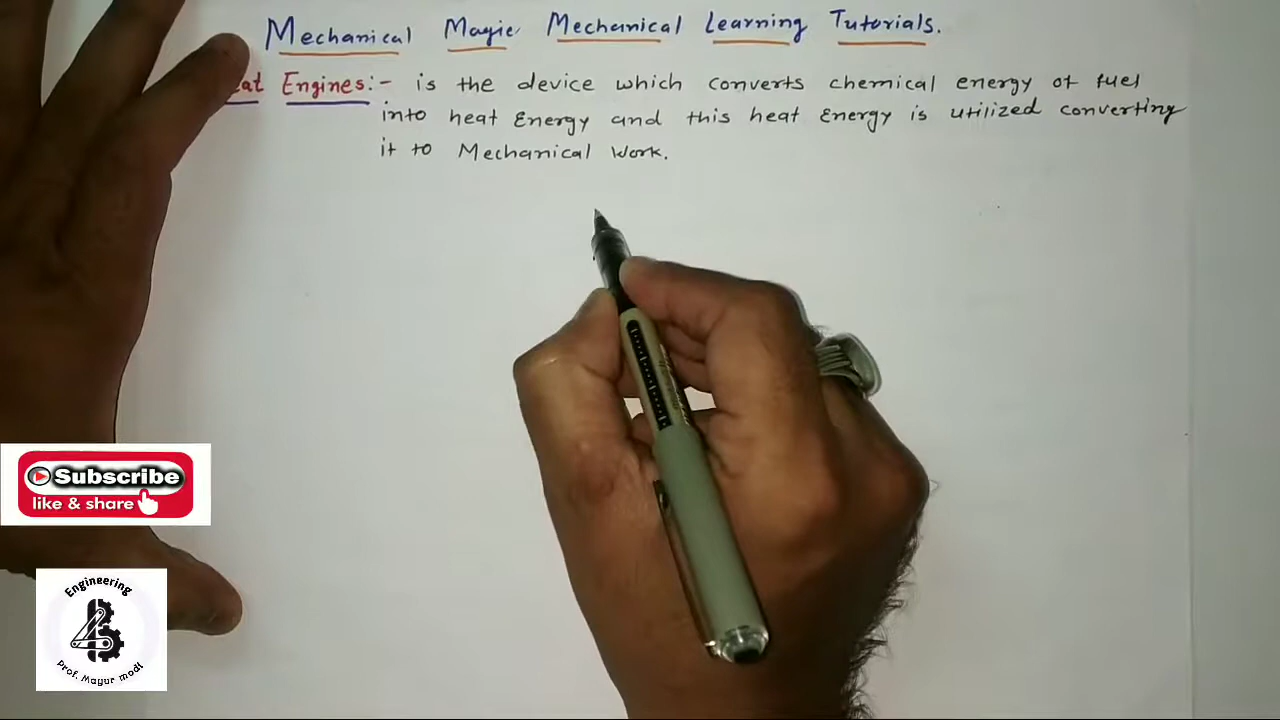 Mechanical Magic Mechanical Learning Tutorials.
Engines:- is the device which converts chemical energy of fuel
into heat Energy and this heat Energy is utilized converting
it to Mechanical Work.
Subscribe
like & share
Engineering
Prof. Mayur modi